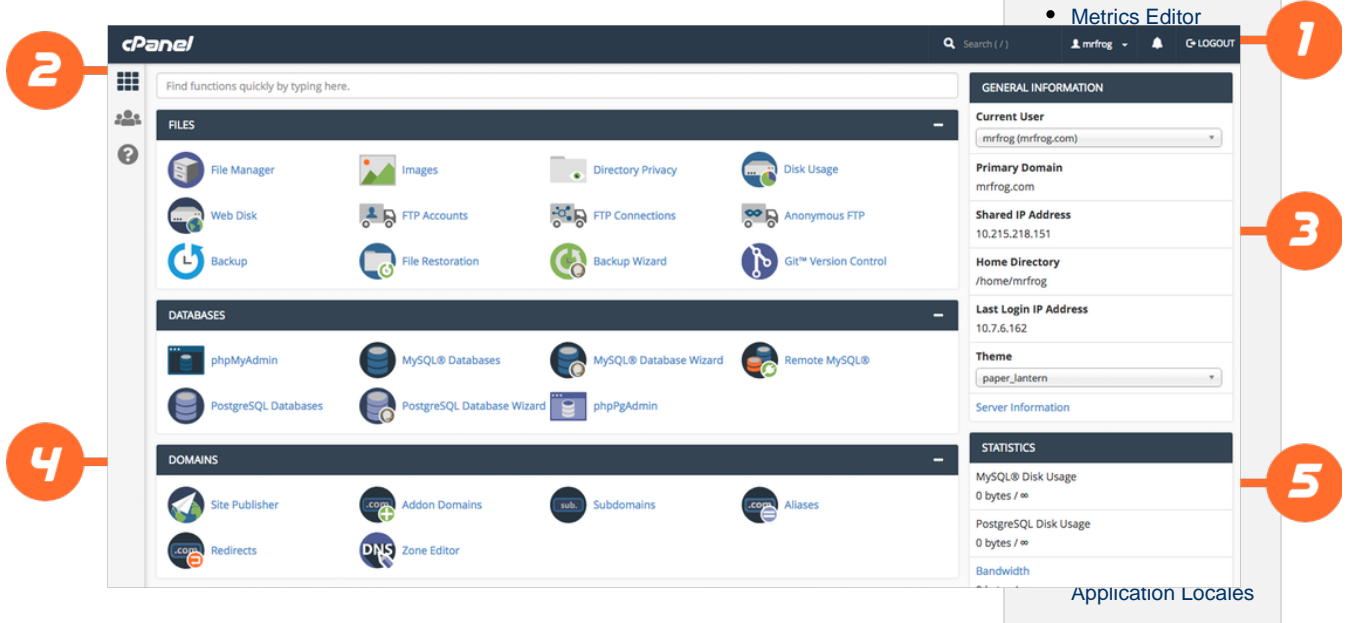 Metrics Editor
cPanel
Search ( / )
mrfrog
LOGOUT
1
2
Find functions quickly by typing here.
FILES
File Manager
Images
Directory Privacy
Disk Usage
Web Disk
FTP Accounts
FTP Connections
Anonymous FTP
Backup
File Restoration
Backup Wizard
Git™ Version Control
DATABASES
phpMyAdmin
MySQL® Databases
MySQL® Database Wizard
Remote MySQL®
PostgreSQL Databases
PostgreSQL Database Wizard
phpPgAdmin
4
DOMAINS
Site Publisher
.com
Addon Domains
sub.
Subdomains
.com
Aliases
.com
Redirects
DNS
Zone Editor
GENERAL INFORMATION
Current User
mrfrog (mrfrog.com)
Primary Domain
mrfrog.com
Shared IP Address
10.215.218.151
3
Home Directory
/home/mrfrog
Last Login IP Address
10.7.6.162
Theme
paper_lantern
Server Information
STATISTICS
MySQL® Disk Usage
0 bytes / ∞
5
PostgreSQL Disk Usage
0 bytes / ∞
Bandwidth
Application Locales